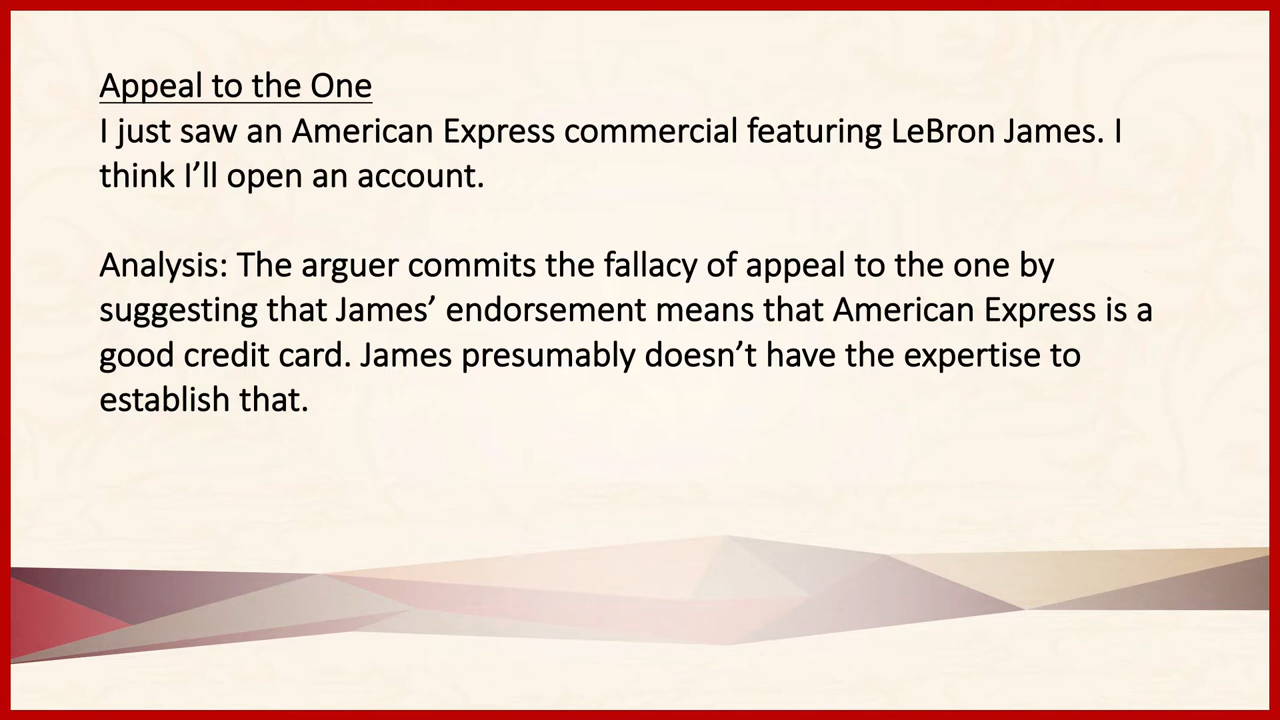 Appeal to the One
I just saw an American Express commercial featuring LeBron James. I
think I’ll open an account.
Analysis: The arguer commits the fallacy of appeal to the one by
suggesting that James’ endorsement means that American Express is a
good credit card. James presumably doesn’t have the expertise to
establish that.